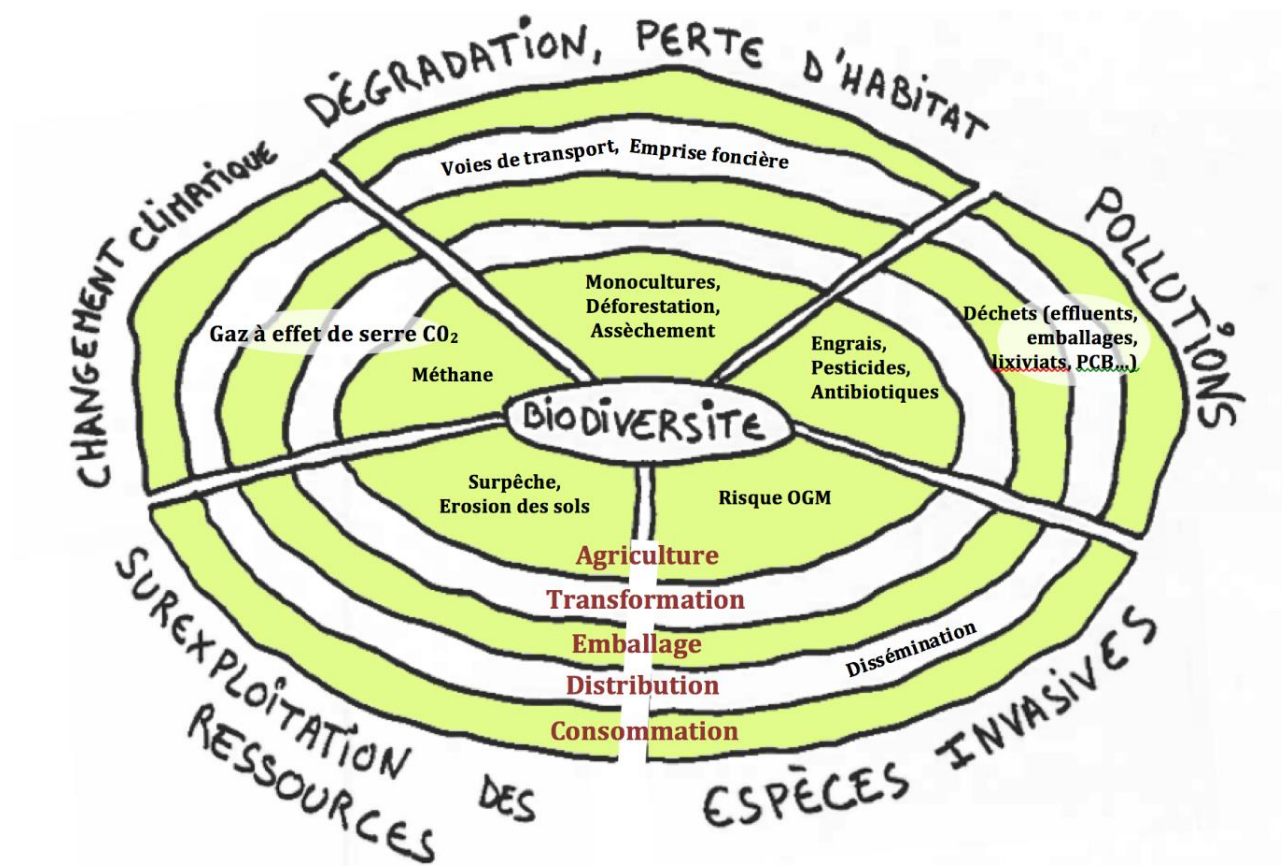 DÉGRADATION, PERTE D'HABITAT
CHANGEMENT CLIMATIQUE
POLLUTIONS
Voies de transport, Emprise foncière
Monocultures,
Déforestation,
Assèchement
Gaz à effet de serre CO₂
Méthane
Engrais,
Pesticides,
Antibiotiques
Déchets (effluents,
emballages,
lixiviats, PCB...)
BIODIVERSITE
Surpêche,
Erosion des sols
Risque OGM
Agriculture
Transformation
Emballage
Distribution
Consommation
Dissémination
SUREXPLOITATION DES
RESSOURCES
ESPÈCES INVASIVES